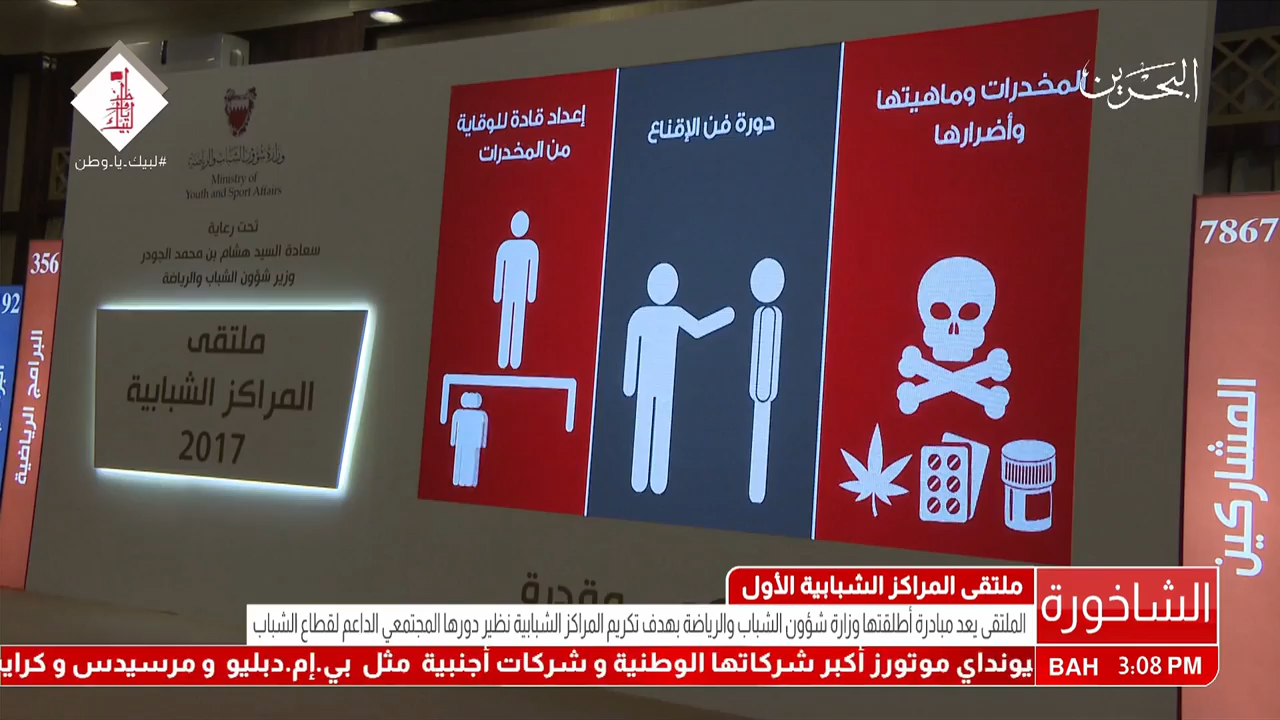 البحرين
#لبيك_يا_وطن
وزارة شؤون الشباب والرياضة
Ministry of
Youth and Sport Affairs
تحت رعاية
سعادة السيد هشام بن محمد الجودر
وزير شؤون الشباب والرياضة
ملتقى
المراكز الشبابية
2017
المخدرات وماهيتها
وأضرارها
دورة فن الإقناع
إعداد قادة للوقاية
من المخدرات
7867
المشاركين
356
البرامج الرياضية
92
ملتقى المراكز الشبابية الأول
الشاخورة
الملتقى يعد مبادرة أطلقتها وزارة شؤون الشباب والرياضة بهدف تكريم المراكز الشبابية نظير دورها المجتمعي الداعم لقطاع الشباب
يونداي موتورز أكبر شركاتها الوطنية و شركات أجنبية مثل بي.إم.دبليو و مرسيدس و كراي
BAH 3:08 PM